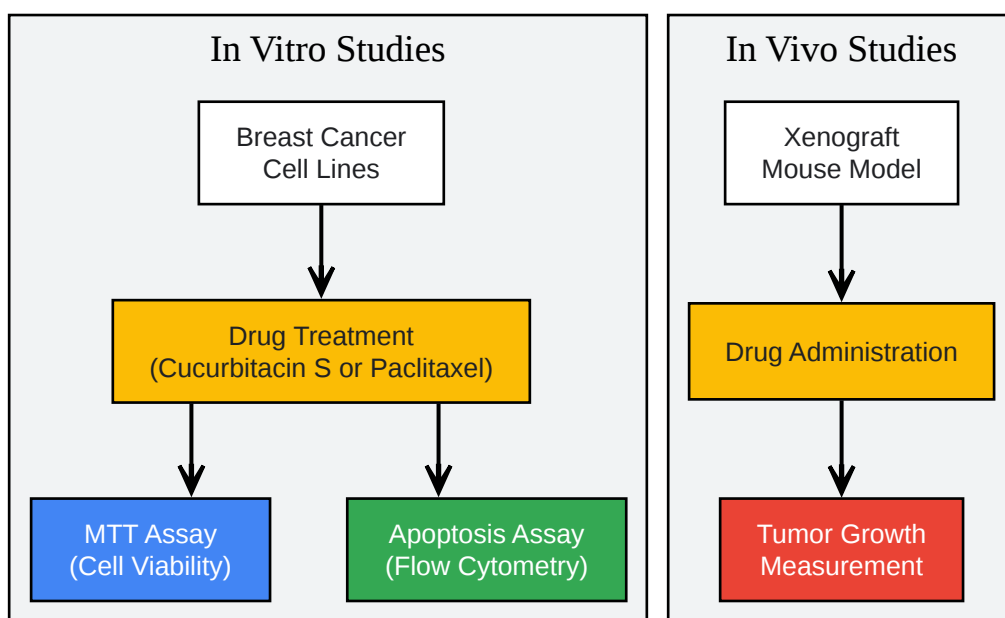 In Vitro Studies
Breast Cancer
Cell Lines
Drug Treatment
(Cucurbitacin S or Paclitaxel)
MTT Assay
(Cell Viability)
Apoptosis Assay
(Flow Cytometry)
In Vivo Studies
Xenograft
Mouse Model
Drug Administration
Tumor Growth
Measurement